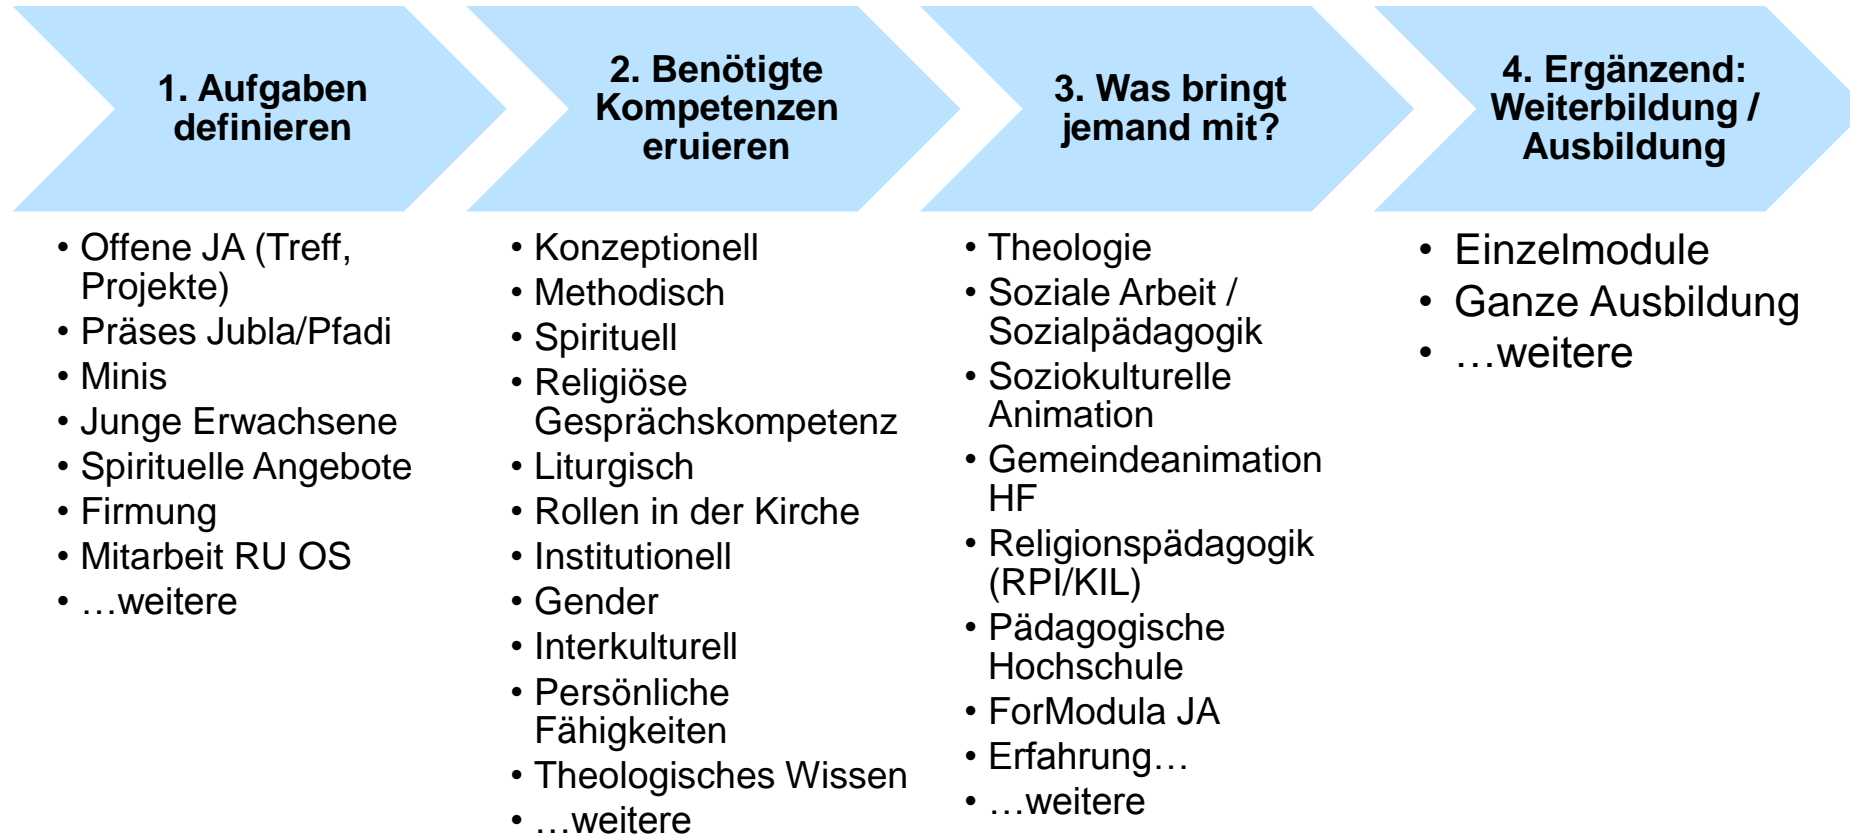 1. Aufgaben
definieren
• Offene JA (Treff,
Projekte)
• Präses Jubla/Pfadi
• Minis
• Junge Erwachsene
• Spirituelle Angebote
• Firmung
• Mitarbeit RU OS
• …weitere
2. Benötigte
Kompetenzen
eruieren
• Konzeptionell
• Methodisch
• Spirituell
• Religiöse
Gesprächskompetenz
• Liturgisch
• Rollen in der Kirche
• Institutionell
• Gender
• Interkulturell
• Persönliche
Fähigkeiten
• Theologisches Wissen
• …weitere
3. Was bringt
jemand mit?
• Theologie
• Soziale Arbeit /
Sozialpädagogik
• Soziokulturelle
Animation
• Gemeindeanimation
HF
• Religionspädagogik
(RPI/KIL)
• Pädagogische
Hochschule
• ForModula JA
• Erfahrung…
• …weitere
4. Ergänzend:
Weiterbildung /
Ausbildung
• Einzelmodule
• Ganze Ausbildung
• …weitere